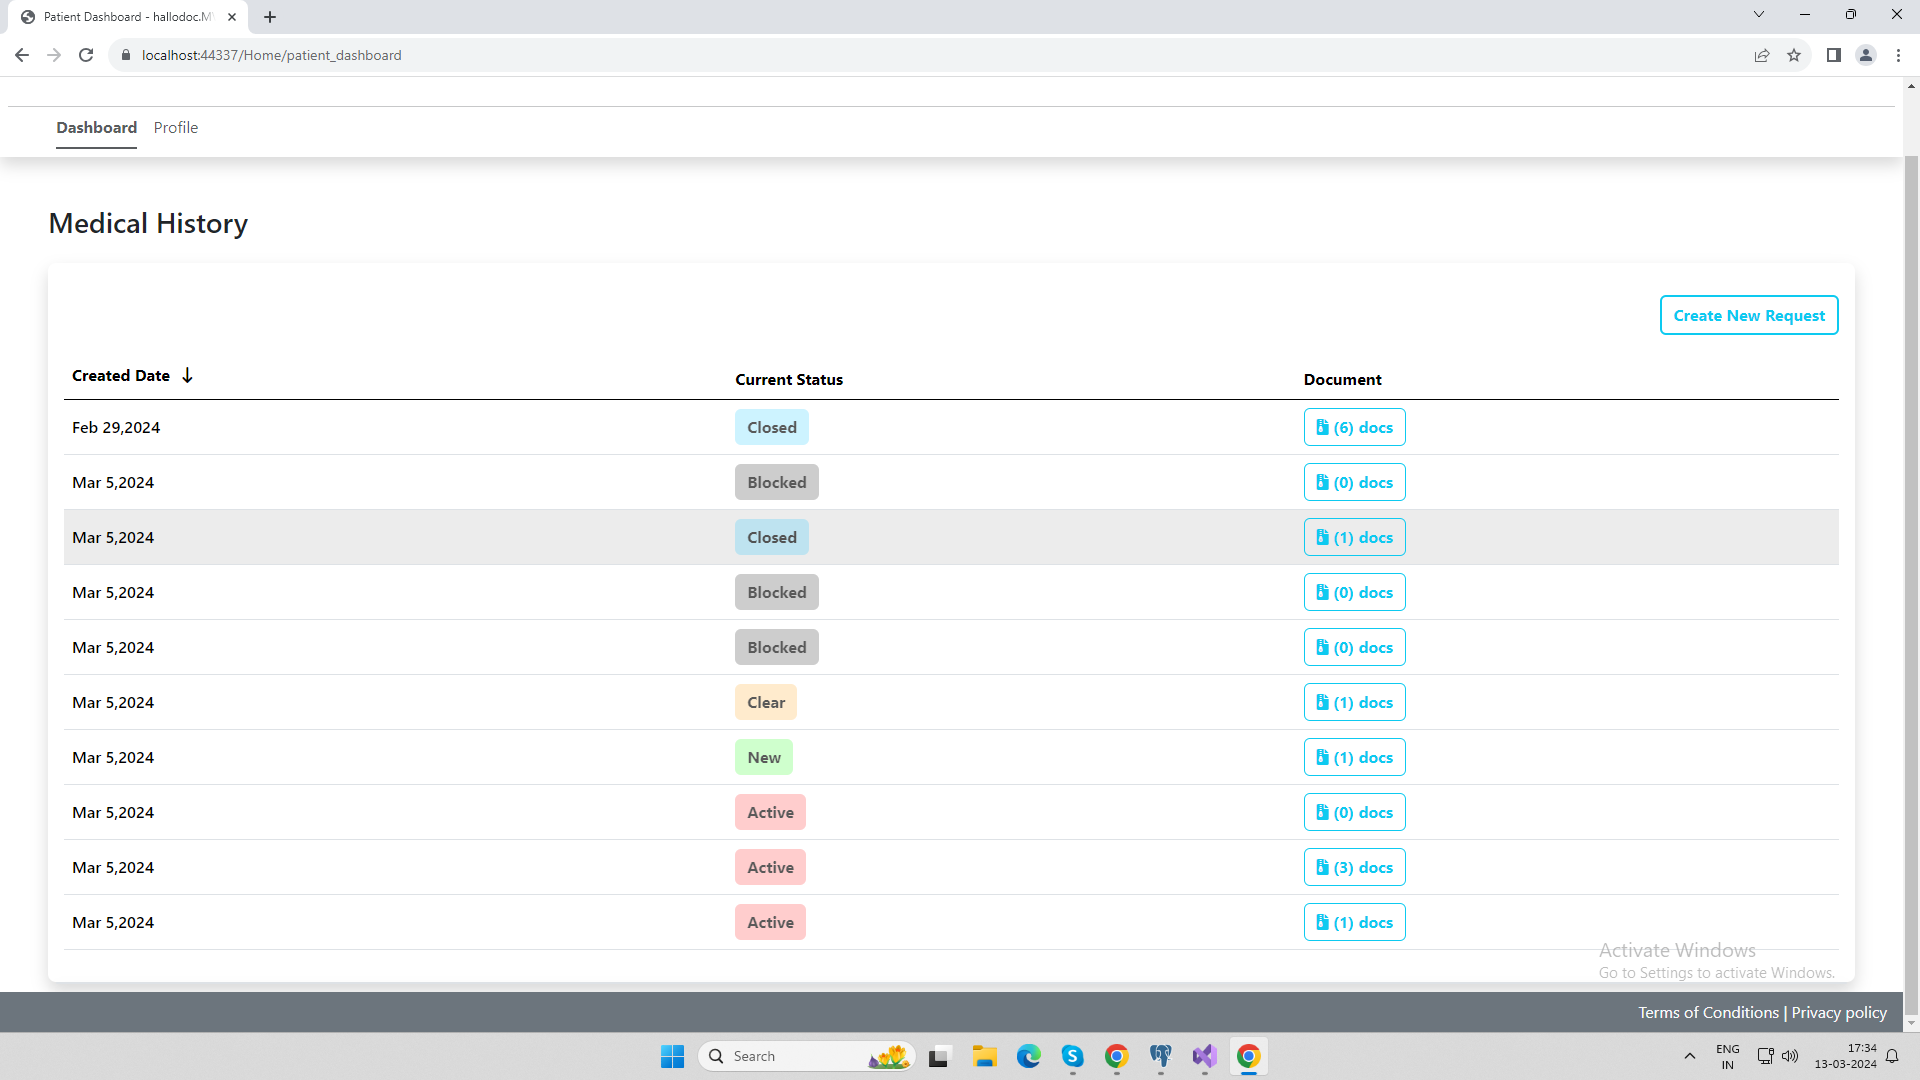 Patient Dashboard - hallodoc.M
localhost:44337/Home/patient_dashboard
Dashboard Profile
Medical History
Create New Request
Created Date Current Status Document
Feb 29,2024 Closed (6) docs
Mar 5,2024 Blocked (0) docs
Mar 5,2024 Closed (1) docs
Mar 5,2024 Blocked (0) docs
Mar 5,2024 Blocked (0) docs
Mar 5,2024 Clear (1) docs
Mar 5,2024 New (1) docs
Mar 5,2024 Active (0) docs
Mar 5,2024 Active (3) docs
Mar 5,2024 Active (1) docs
Activate Windows
Go to Settings to activate Windows.
Terms of Conditions | Privacy policy
Search
ENG
IN
17:34
13-03-2024